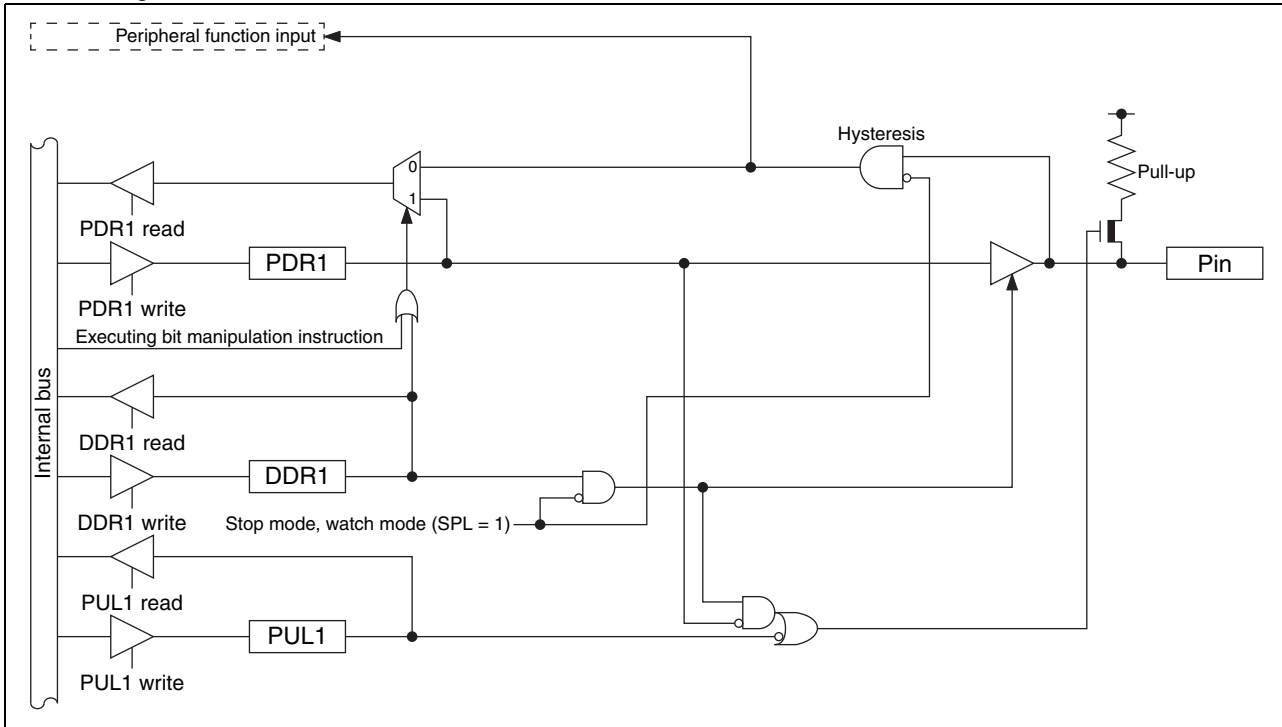 Peripheral function input
Hysteresis
0
Pull-up
1
PDR1 read
PDR1
Pin
PDR1 write
Executing bit manipulation instruction
Internal bus
DDR1 read
DDR1
DDR1 write
Stop mode, watch mode (SPL = 1)
PUL1 read
PUL1
PUL1 write